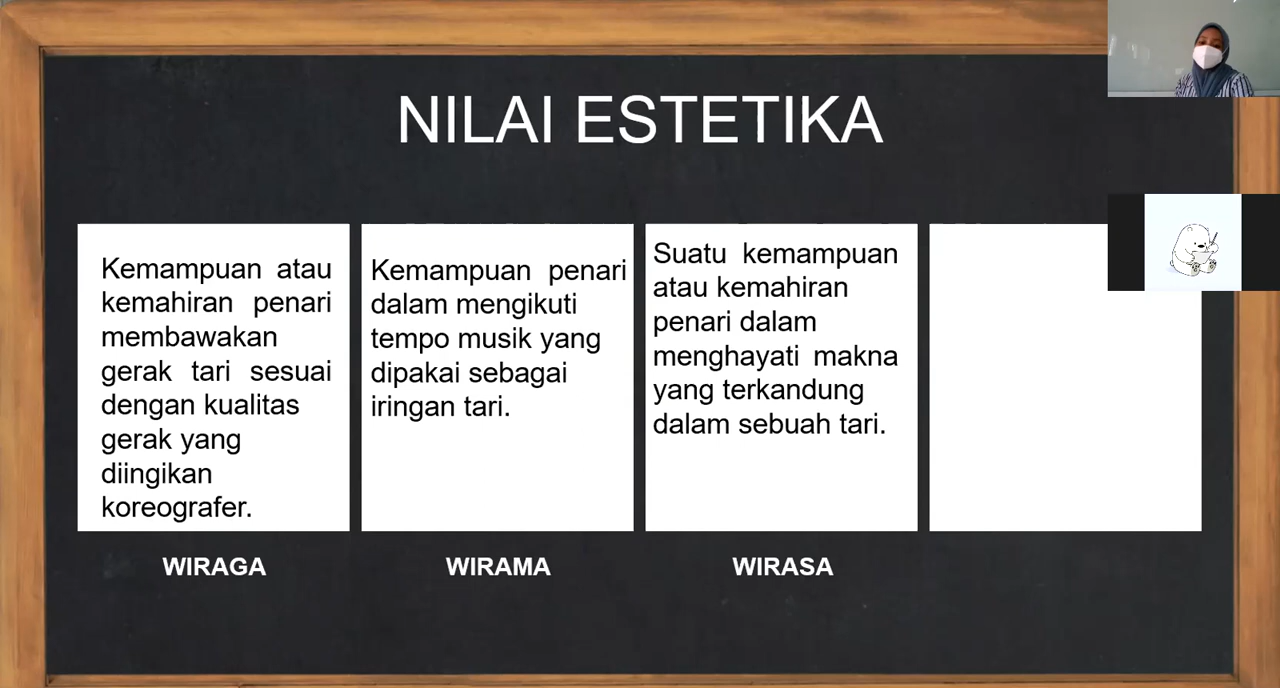 NILAI ESTETIKA
Kemampuan atau
kemahiran penari
membawakan
gerak tari sesuai
dengan kualitas
gerak yang
diingikan
koreografer.
WIRAGA
Kemampuan penari
dalam mengikuti
tempo musik yang
dipakai sebagai
iringan tari.
WIRAMA
Suatu kemampuan
atau kemahiran
penari dalam
menghayati makna
yang terkandung
dalam sebuah tari.
WIRASA